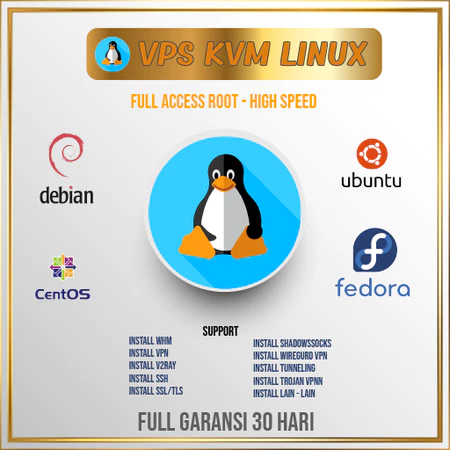 VPS KVM LINUX
FULL ACCESS ROOT - HIGH SPEED
debian
ubuntu
CentOS
fedora
SUPPORT
INSTALL WHM
INSTALL VPN
INSTALL V2RAY
INSTALL SSH
INSTALL SSL/TLS
INSTALL SHADOWSSOCKS
INSTALL WIREGURD VPN
INSTALL TUNNELING
INSTALL TROJAN VPNN
INSTALL LAIN - LAIN
FULL GARANSI 30 HARI